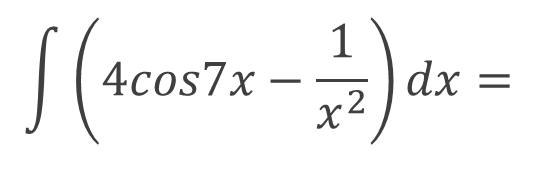 ∫ (4cos7x − 1/x²) dx =